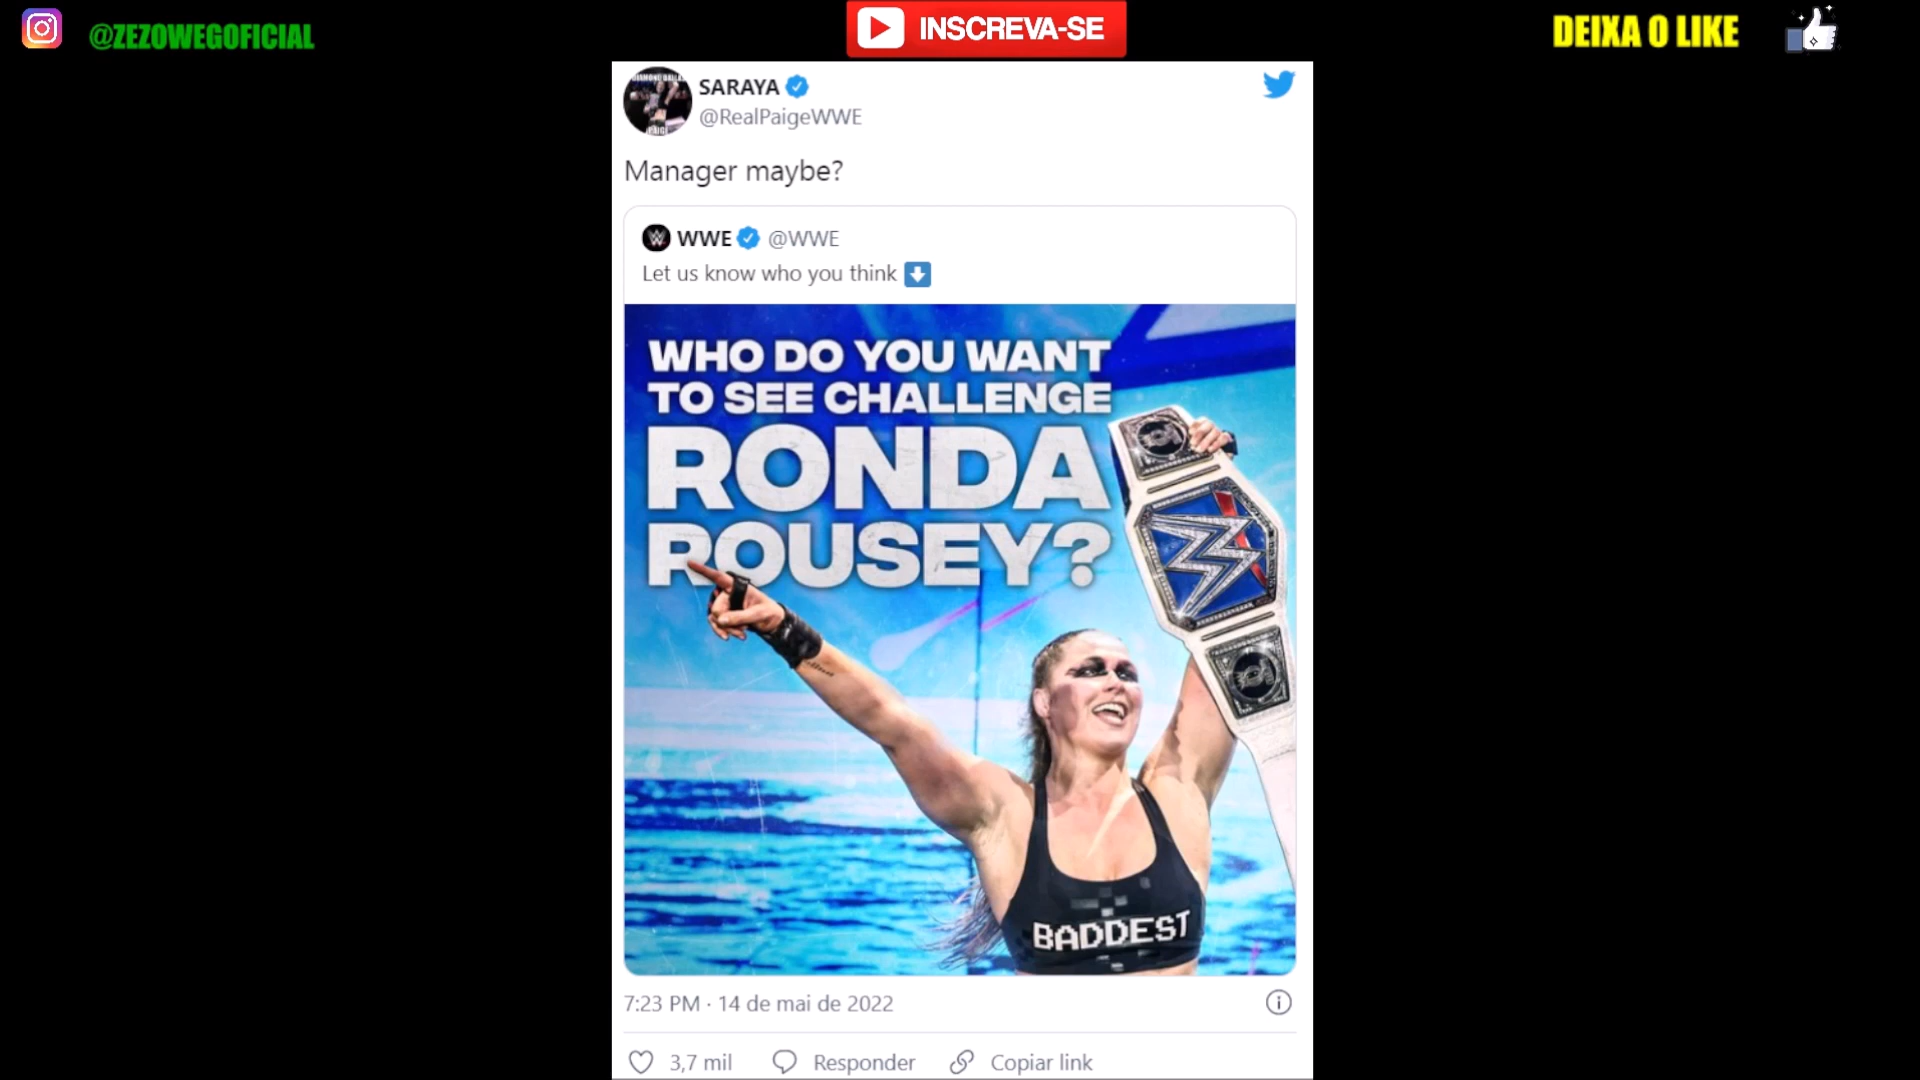 @ZEZOWEGOFICIAL
INSCREVA-SE
DEIXA O LIKE
SARAYA
@RealPaigeWWE
Manager maybe?
WWE @WWE
Let us know who you think
WHO DO YOU WANT
TO SEE CHALLENGE
RONDA
ROUSEY?
BADDEST
7:23 PM · 14 de mai de 2022
3,7 mil Responder Copiar link